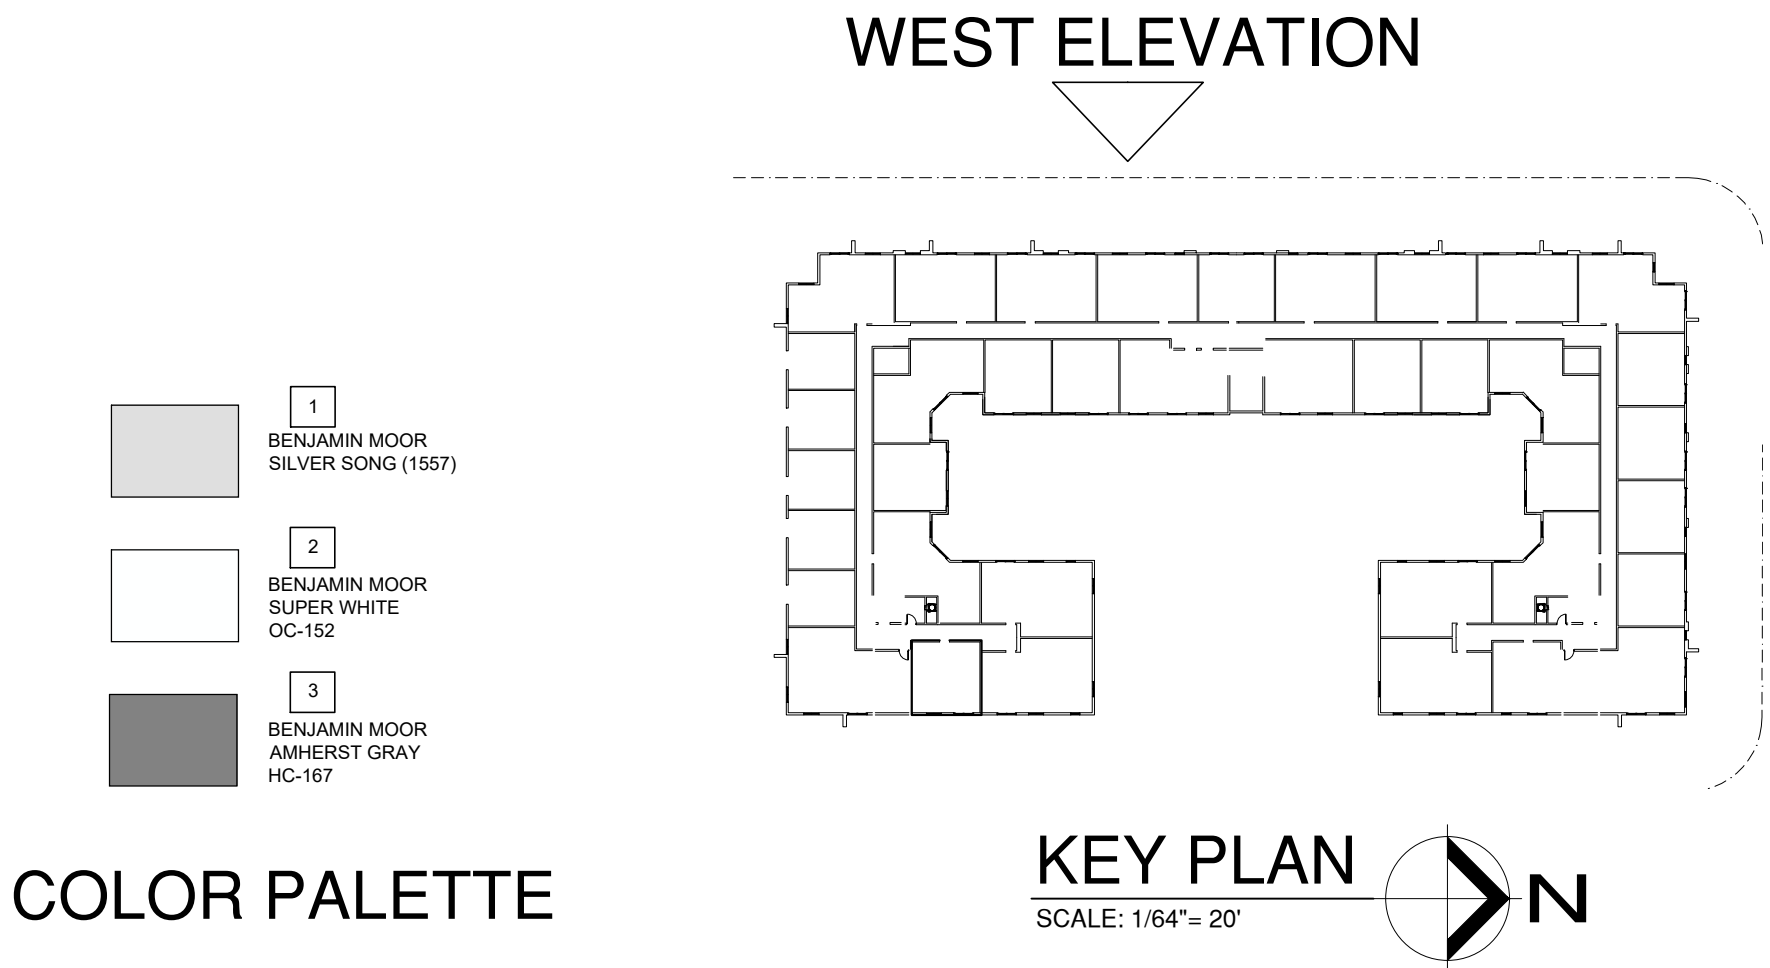 WEST ELEVATION
1
BENJAMIN MOOR
SILVER SONG (1557)
2
BENJAMIN MOOR
SUPER WHITE
OC-152
3
BENJAMIN MOOR
AMHERST GRAY
HC-167
COLOR PALETTE
KEY PLAN
SCALE: 1/64"= 20'
N